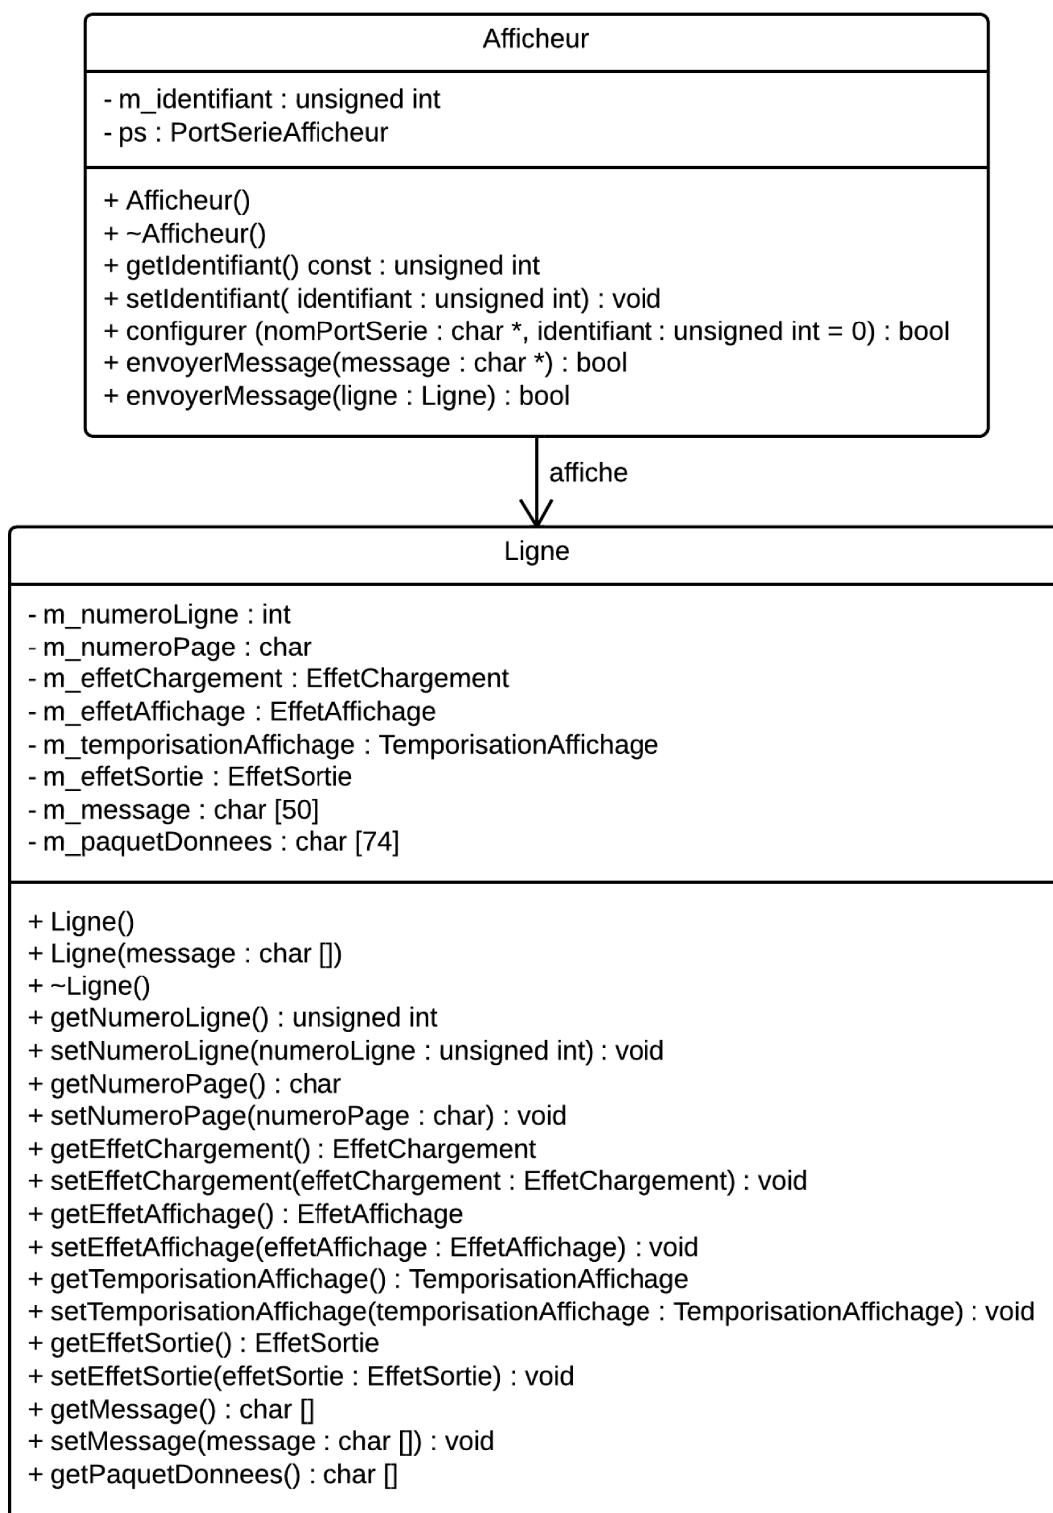 Afficheur
- m_identifiant : unsigned int
- ps : PortSerieAfficheur
+ Afficheur()
+ ~Afficheur()
+ getIdentifiant() const : unsigned int
+ setIdentifiant( identifiant : unsigned int) : void
+ configurer (nomPortSerie : char *, identifiant : unsigned int = 0) : bool
+ envoyerMessage(message : char *) : bool
+ envoyerMessage(ligne : Ligne) : bool
affiche
Ligne
- m_numeroLigne : int
- m_numeroPage : char
- m_effetChargement : EffetChargement
- m_effetAffichage : EffetAffichage
- m_temporisationAffichage : TemporisationAffichage
- m_effetSortie : EffetSortie
- m_message : char [50]
- m_paquetDonnees : char [74]
+ Ligne()
+ Ligne(message : char [])
+ ~Ligne()
+ getNumeroLigne() : unsigned int
+ setNumeroLigne(numeroLigne : unsigned int) : void
+ getNumeroPage() : char
+ setNumeroPage(numeroPage : char) : void
+ getEffetChargement() : EffetChargement
+ setEffetChargement(effetChargement : EffetChargement) : void
+ getEffetAffichage() : EffetAffichage
+ setEffetAffichage(effetAffichage : EffetAffichage) : void
+ getTemporisationAffichage() : TemporisationAffichage
+ setTemporisationAffichage(temporisationAffichage : TemporisationAffichage) : void
+ getEffetSortie() : EffetSortie
+ setEffetSortie(effetSortie : EffetSortie) : void
+ getMessage() : char []
+ setMessage(message : char []) : void
+ getPaquetDonnees() : char []